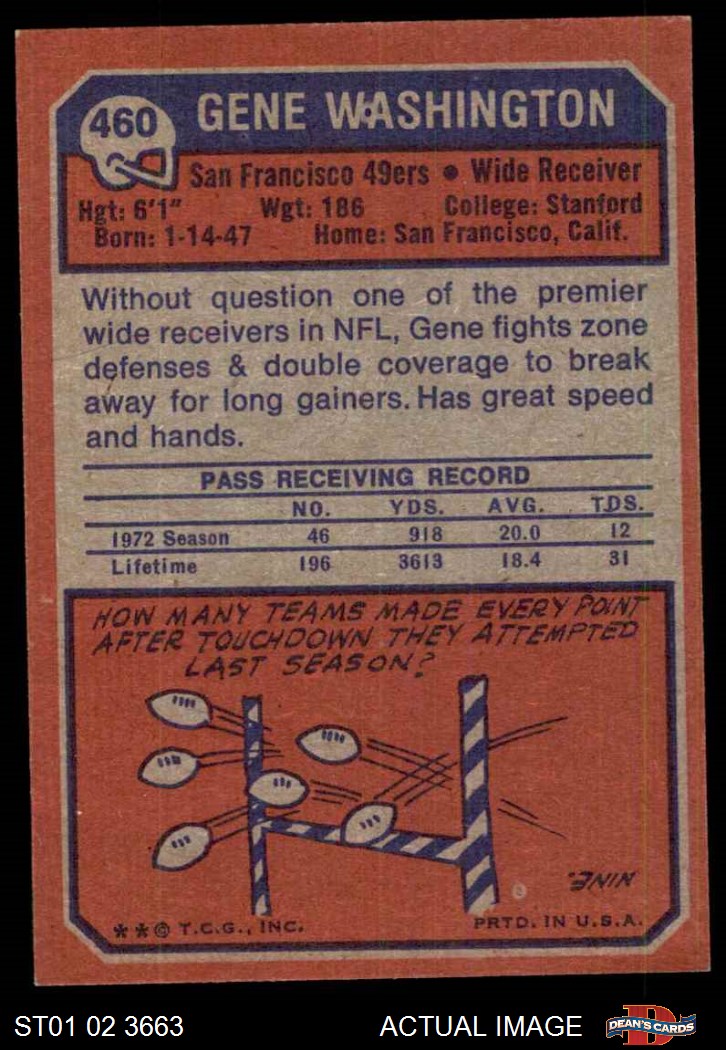 460
GENE WASHINGTON
San Francisco 49ers • Wide Receiver
Hgt: 6'1" Wgt: 186 College: Stanford
Born: 1-14-47 Home: San Francisco, Calif.
Without question one of the premier
wide receivers in NFL, Gene fights zone
defenses & double coverage to break
away for long gainers. Has great speed
and hands.
PASS RECEIVING RECORD
NO. YDS. AVG. TDS.
1972 Season 46 918 20.0 12
Lifetime 196 3613 18.4 31
HOW MANY TEAMS MADE EVERY POINT
AFTER TOUCHDOWN THEY ATTEMPTED
LAST SEASON?
NINE.
**© T.C.G., INC. PRTD. IN U.S.A.
ST01 02 3663 ACTUAL IMAGE D DEAN'S CARDS